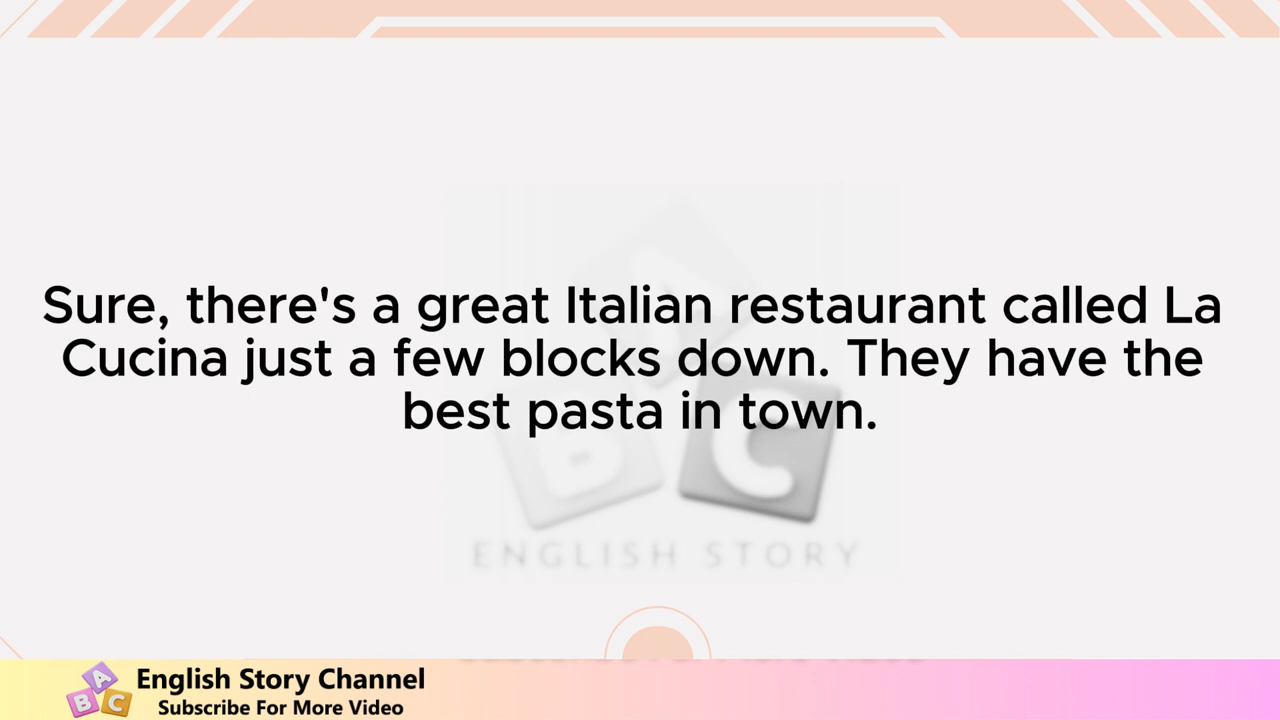 Sure, there's a great Italian restaurant called La
Cucina just a few blocks down. They have the
best pasta in town.
B C
ENGLISH STORY
A
B C
English Story Channel
Subscribe For More Video